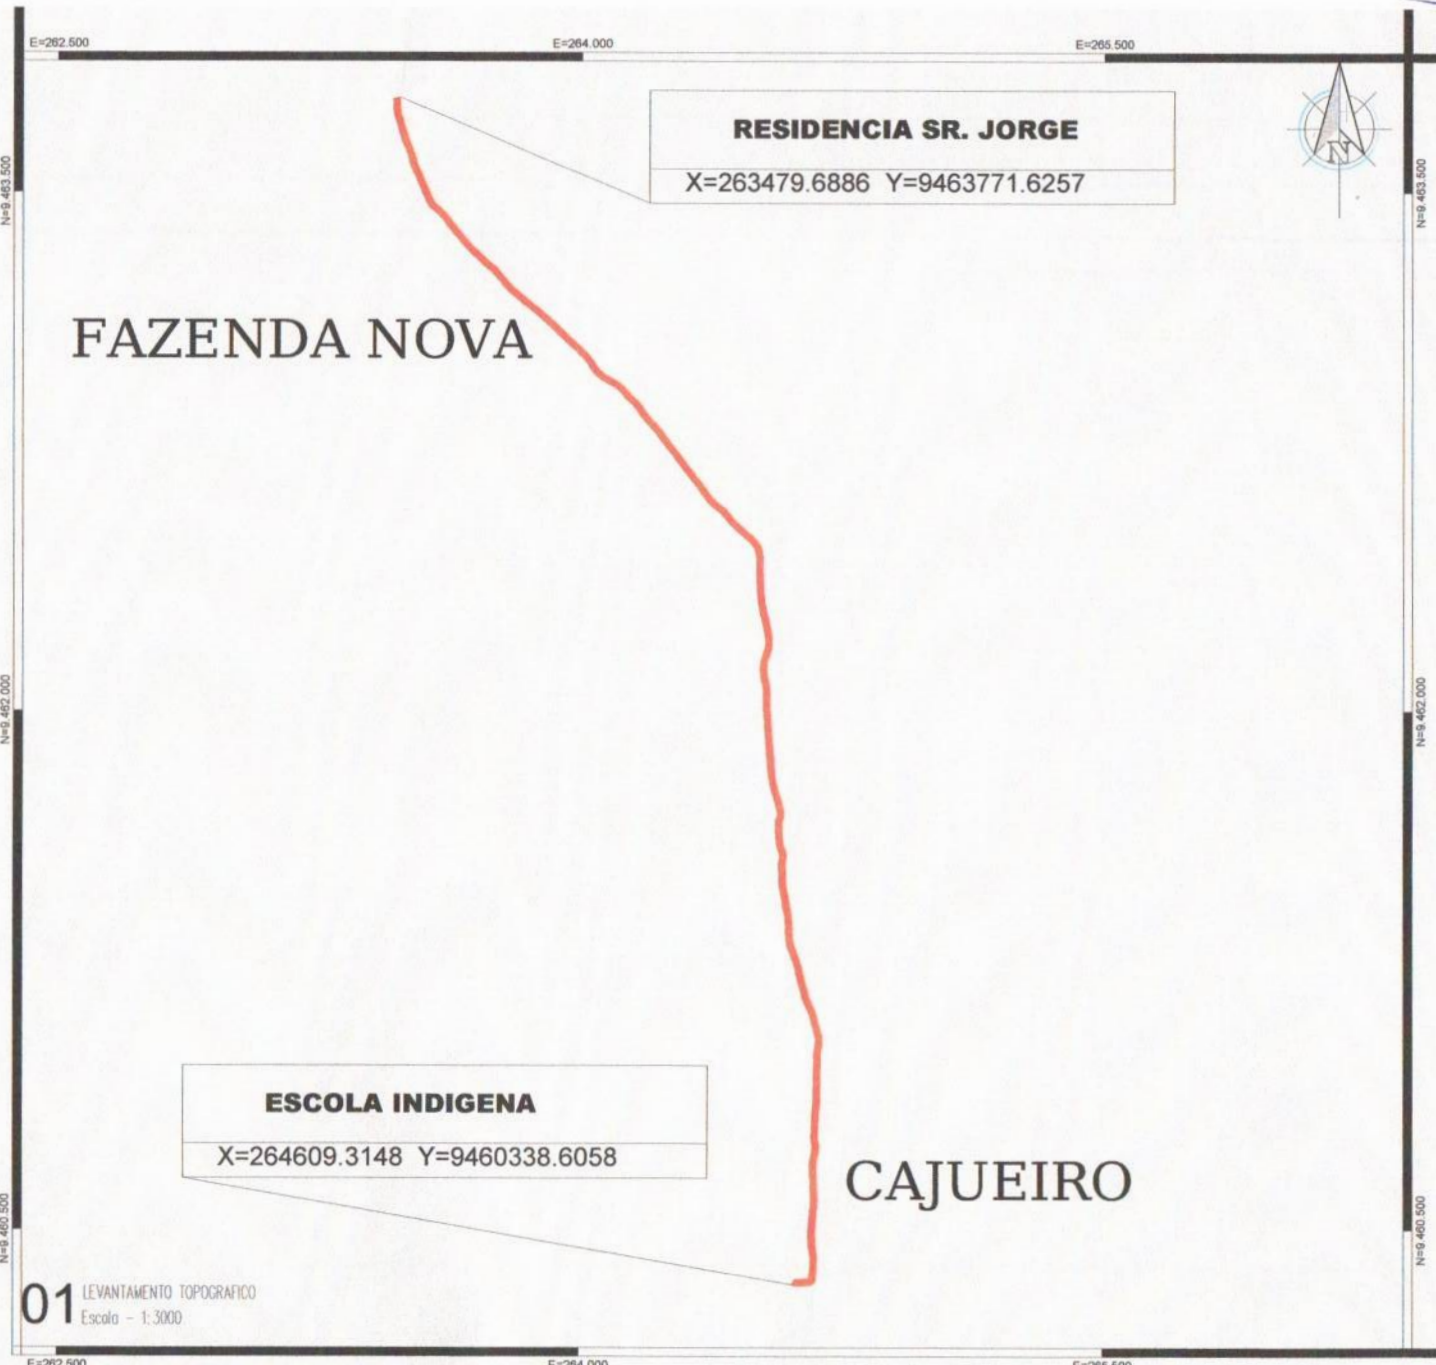 E=262.500 E=264.000 E=265.500
RESIDENCIA SR. JORGE
X=263479.6886 Y=9463771.6257
N
N=9.463.500 N=9.463.500
FAZENDA NOVA
N=9.462.000 N=9.462.000
ESCOLA INDIGENA
X=264609.3148 Y=9460338.6058
CAJUEIRO
N=9.460.500 N=9.460.500
01 LEVANTAMENTO TOPOGRAFICO
Escala - 1:3000
E=262.500 E=264.000 E=265.500